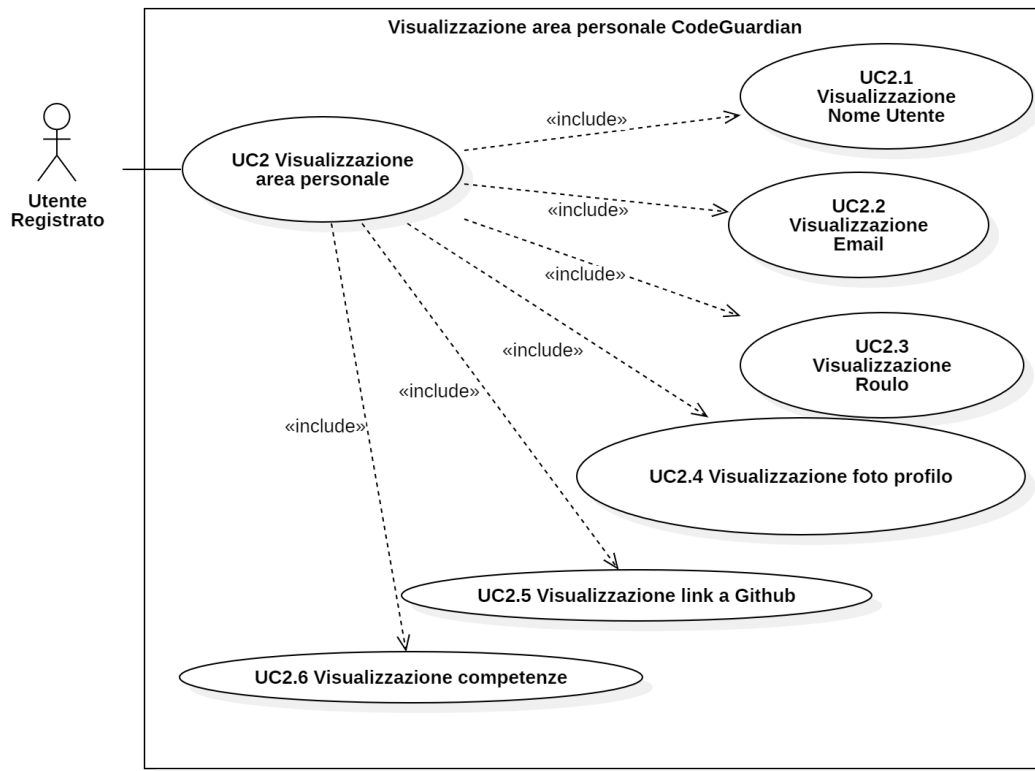 Visualizzazione area personale CodeGuardian
Utente
Registrato
UC2 Visualizzazione
area personale
«include»
UC2.1
Visualizzazione
Nome Utente
«include»
UC2.2
Visualizzazione
Email
«include»
UC2.3
Visualizzazione
Roulo
«include»
UC2.4 Visualizzazione foto profilo
«include»
UC2.5 Visualizzazione link a Github
«include»
UC2.6 Visualizzazione competenze